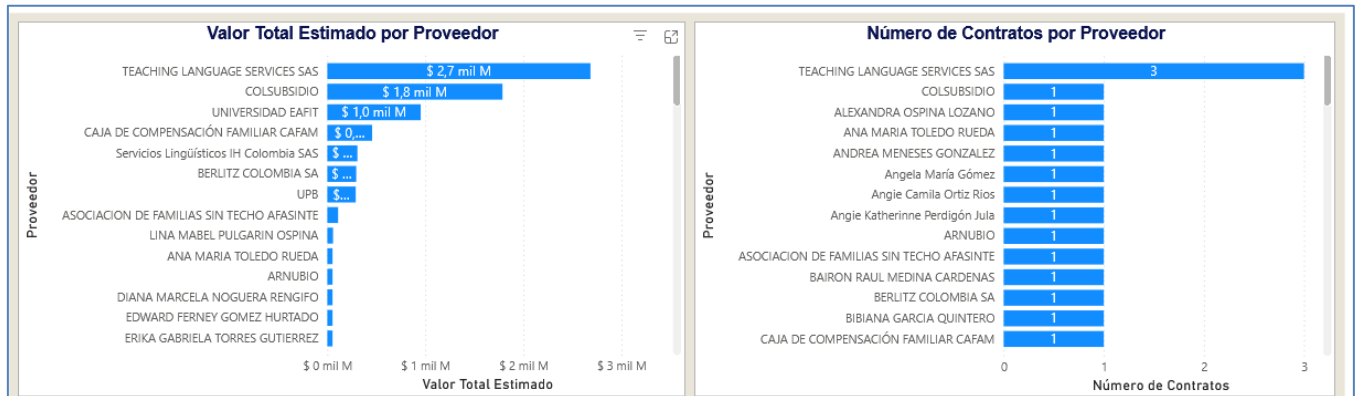 Valor Total Estimado por Proveedor
TEACHING LANGUAGE SERVICES SAS
$ 2,7 mil M
COLSUBSIDIO
$ 1,8 mil M
UNIVERSIDAD EAFIT
$ 1,0 mil M
CAJA DE COMPENSACIÓN FAMILIAR CAFAM
$ 0,...
Servicios Lingüísticos IH Colombia SAS
$ ...
BERLITZ COLOMBIA SA
$ ...
UPB
$...
ASOCIACION DE FAMILIAS SIN TECHO AFASINTE
LINA MABEL PULGARIN OSPINA
ANA MARIA TOLEDO RUEDA
ARNUBIO
DIANA MARCELA NOGUERA RENGIFO
EDWARD FERNEY GOMEZ HURTADO
ERIKA GABRIELA TORRES GUTIERREZ
Proveedor
$ 0 mil M
$ 1 mil M
$ 2 mil M
$ 3 mil M
Valor Total Estimado
Número de Contratos por Proveedor
TEACHING LANGUAGE SERVICES SAS
3
COLSUBSIDIO
1
ALEXANDRA OSPINA LOZANO
1
ANA MARIA TOLEDO RUEDA
1
ANDREA MENESES GONZALEZ
1
Angela María Gómez
1
Angie Camila Ortiz Rios
1
Angie Katherinne Perdigón Jula
1
ARNUBIO
1
ASOCIACION DE FAMILIAS SIN TECHO AFASINTE
1
BAIRON RAUL MEDINA CARDENAS
1
BERLITZ COLOMBIA SA
1
BIBIANA GARCIA QUINTERO
1
CAJA DE COMPENSACIÓN FAMILIAR CAFAM
1
Proveedor
0
1
2
3
Número de Contratos